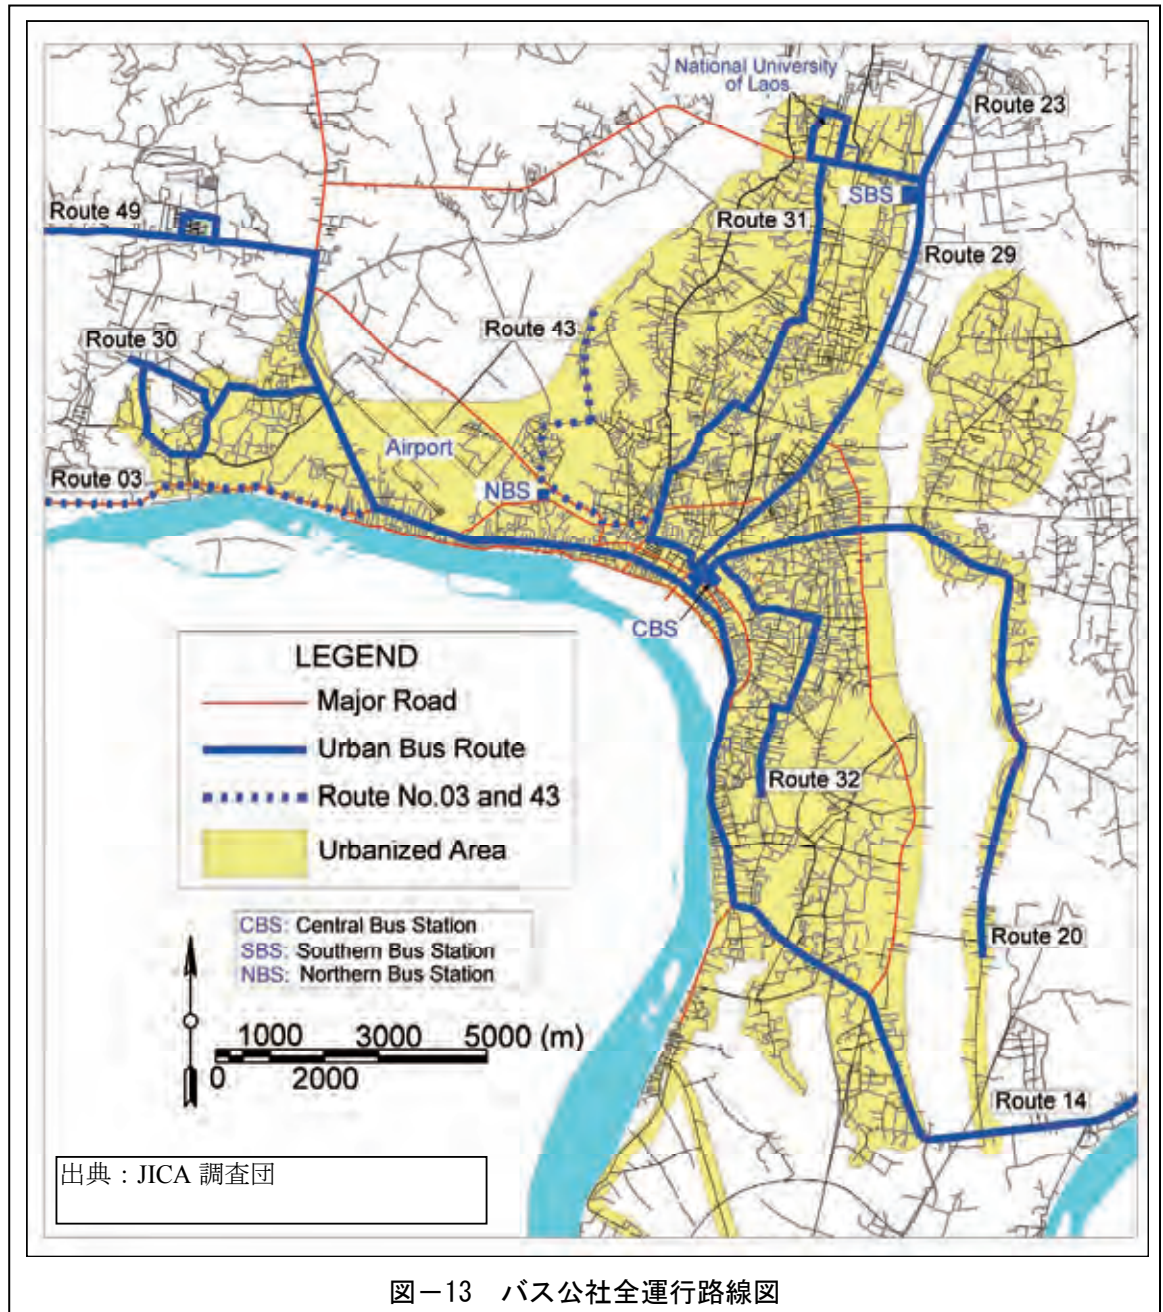 National University
of Laos
Route 23
SBS
Route 49
Route 31
Route 29
Route 43
Route 30
Airport
Route 03
NBS
CBS
LEGEND
Major Road
Urban Bus Route
Route No.03 and 43
Urbanized Area
Route 32
CBS: Central Bus Station
SBS: Southern Bus Station
NBS: Northern Bus Station
Route 20
1000 3000 5000 (m)
0 2000
Route 14
出典：JICA 調査団
図－13 バス公社全運行路線図